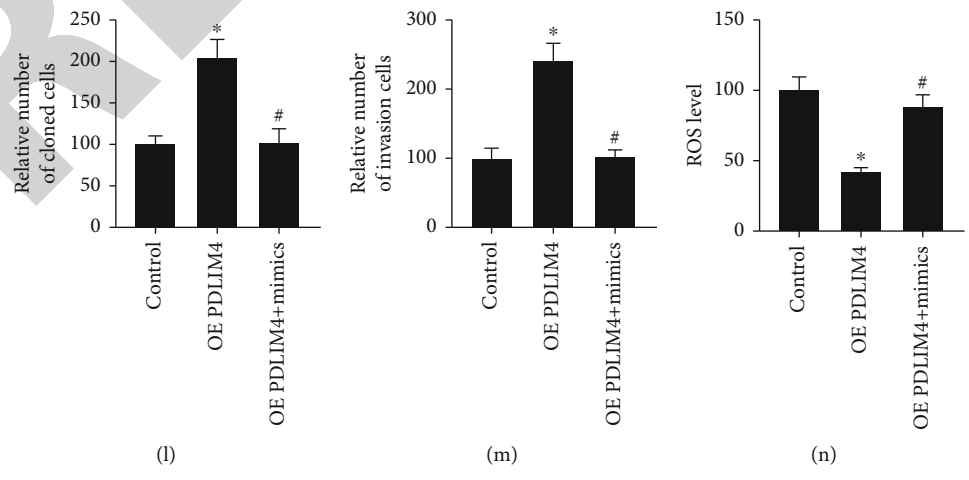 Relative number
of cloned cells
250
200
150
100
50
0
*
#
Control
OE PDLIM4
OE PDLIM4+mimics
(l)
Relative number
of invasion cells
300
200
100
0
*
#
Control
OE PDLIM4
OE PDLIM4+mimics
(m)
ROS level
150
100
50
0
*
#
Control
OE PDLIM4
OE PDLIM4+mimics
(n)